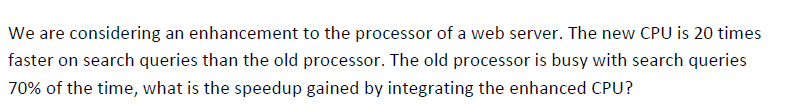 We are considering an enhancement to the processor of a web server. The new CPU is 20 times
faster on search queries than the old processor. The old processor is busy with search queries
70% of the time, what is the speedup gained by integrating the enhanced CPU?